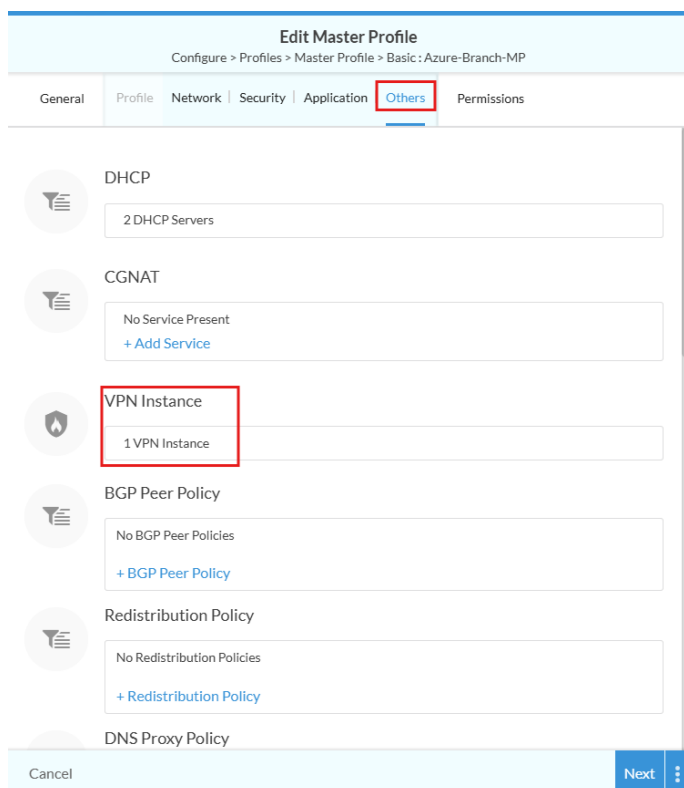 Edit Master Profile
Configure > Profiles > Master Profile > Basic : Azure-Branch-MP
General Profile Network | Security | Application Others Permissions
DHCP
2 DHCP Servers
CGNAT
No Service Present
+ Add Service
VPN Instance
1 VPN Instance
BGP Peer Policy
No BGP Peer Policies
+ BGP Peer Policy
Redistribution Policy
No Redistribution Policies
+ Redistribution Policy
DNS Proxy Policy
Cancel Next